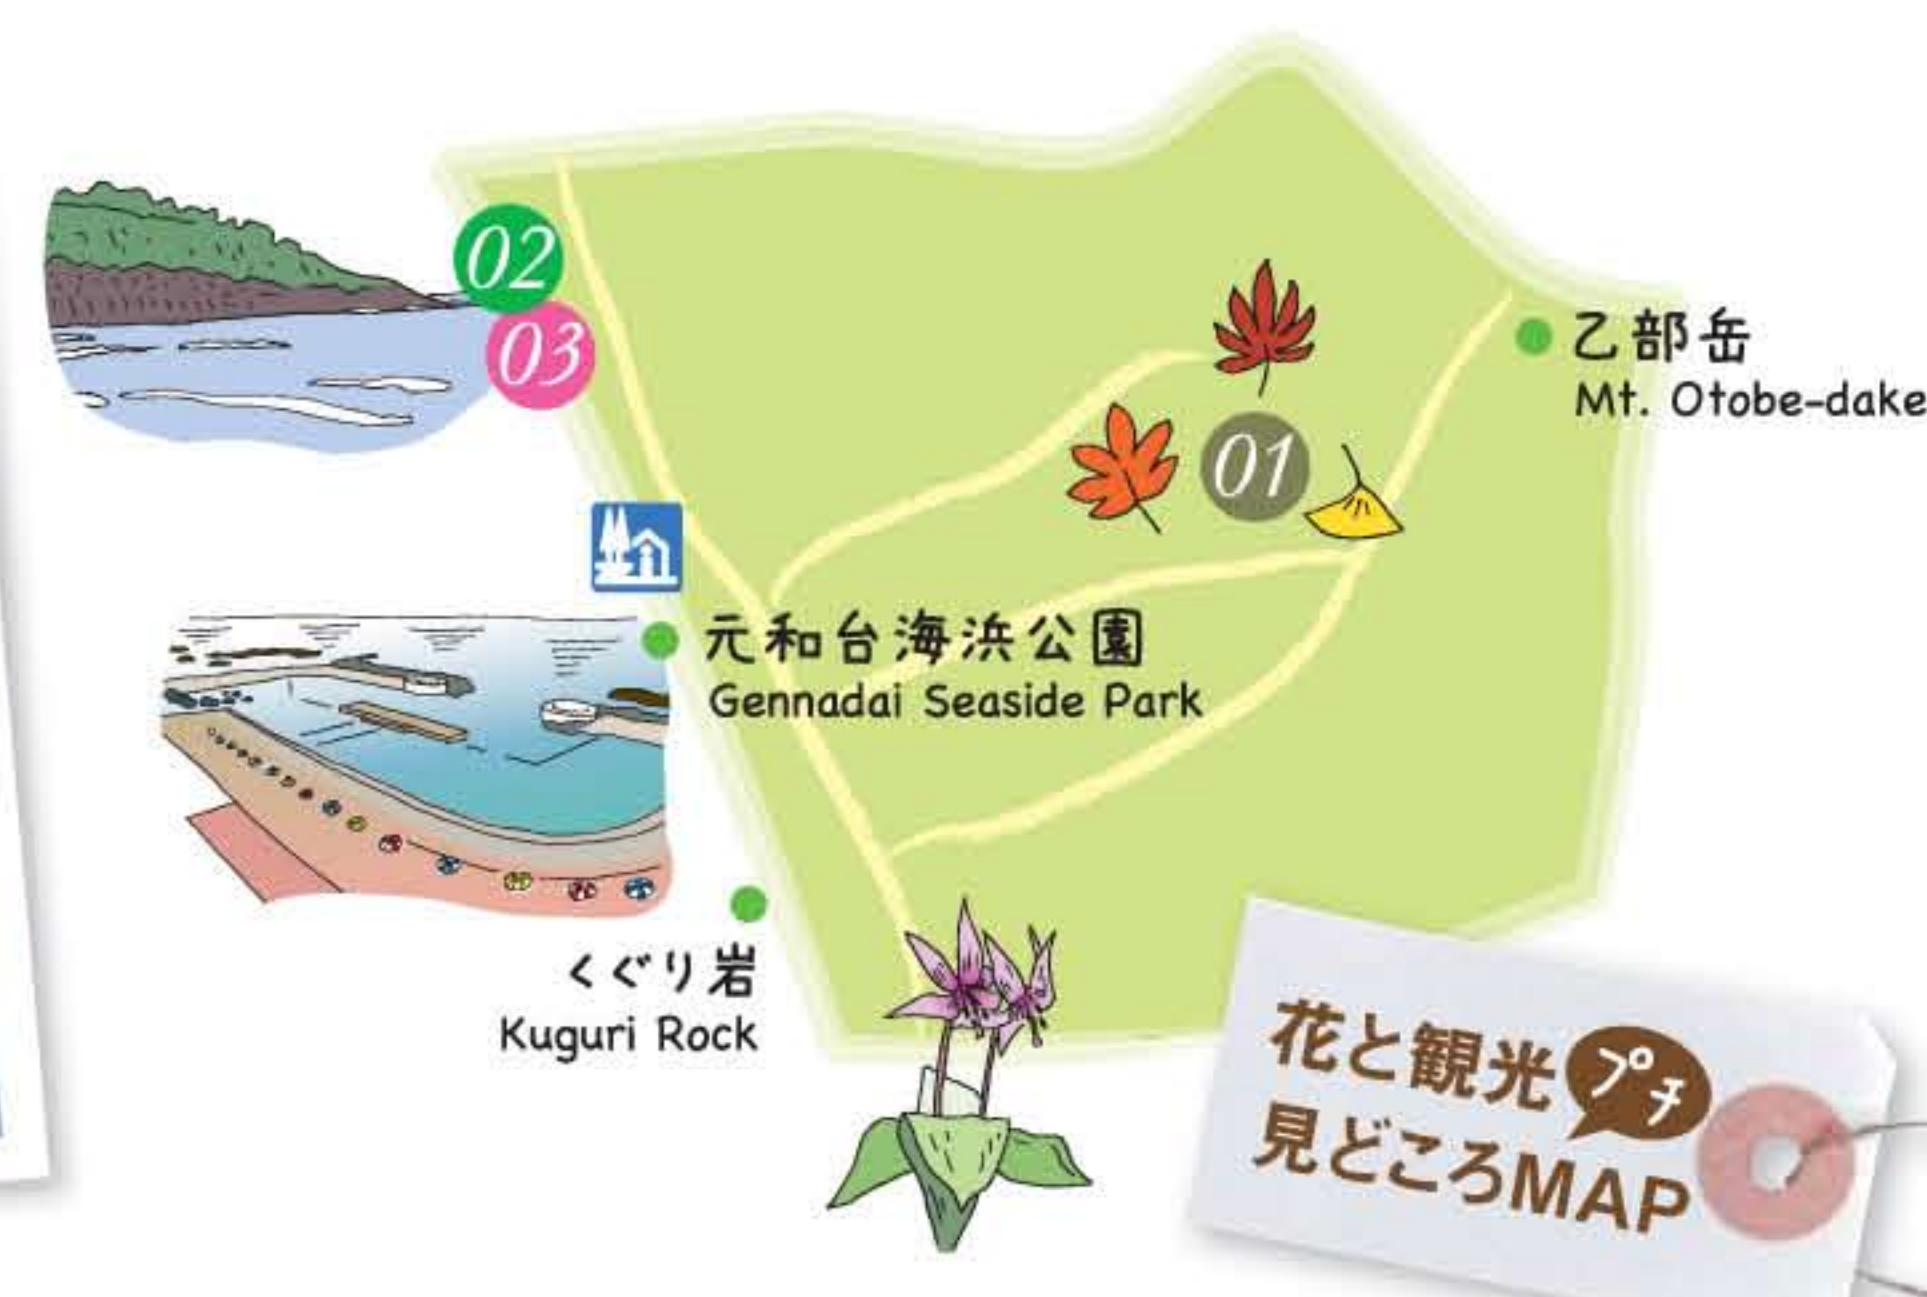 02
03
01
乙部岳
Mt. Otobe-dake
元和台海浜公園
Gennadai Seaside Park
くぐり岩
Kuguri Rock
花と観光プチ
見どころMAP